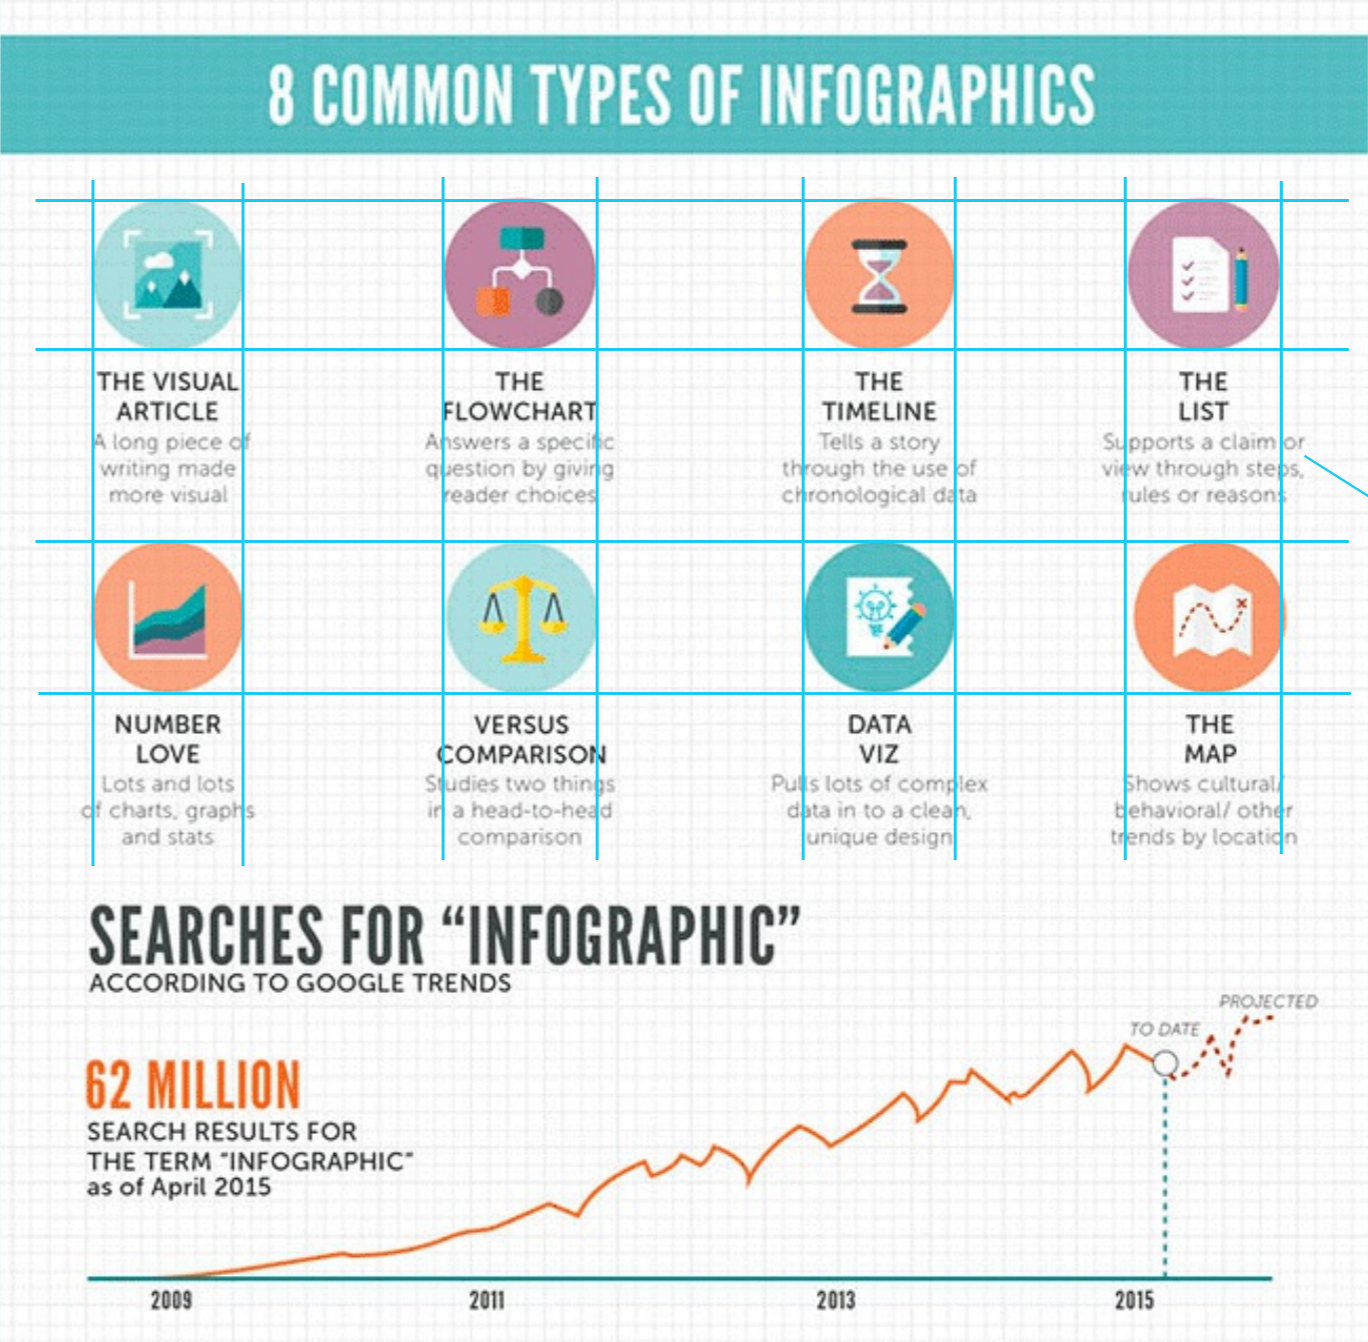 8 COMMON TYPES OF INFOGRAPHICS
THE VISUAL
ARTICLE
A long piece of
writing made
more visual
THE
FLOWCHART
Answers a specific
question by giving
reader choices
THE
TIMELINE
Tells a story
through the use of
chronological data
THE
LIST
Supports a claim or
view through steps,
rules or reasons
NUMBER
LOVE
Lots and lots
of charts, graphs
and stats
VERSUS
COMPARISON
Studies two things
in a head-to-head
comparison
DATA
VIZ
Pulls lots of complex
data in to a clean,
unique design
THE
MAP
Shows cultural/
behavioral/ other
trends by location
SEARCHES FOR “INFOGRAPHIC”
ACCORDING TO GOOGLE TRENDS
62 MILLION
SEARCH RESULTS FOR
THE TERM "INFOGRAPHIC"
as of April 2015
PROJECTED
TO DATE
2009 2011 2013 2015